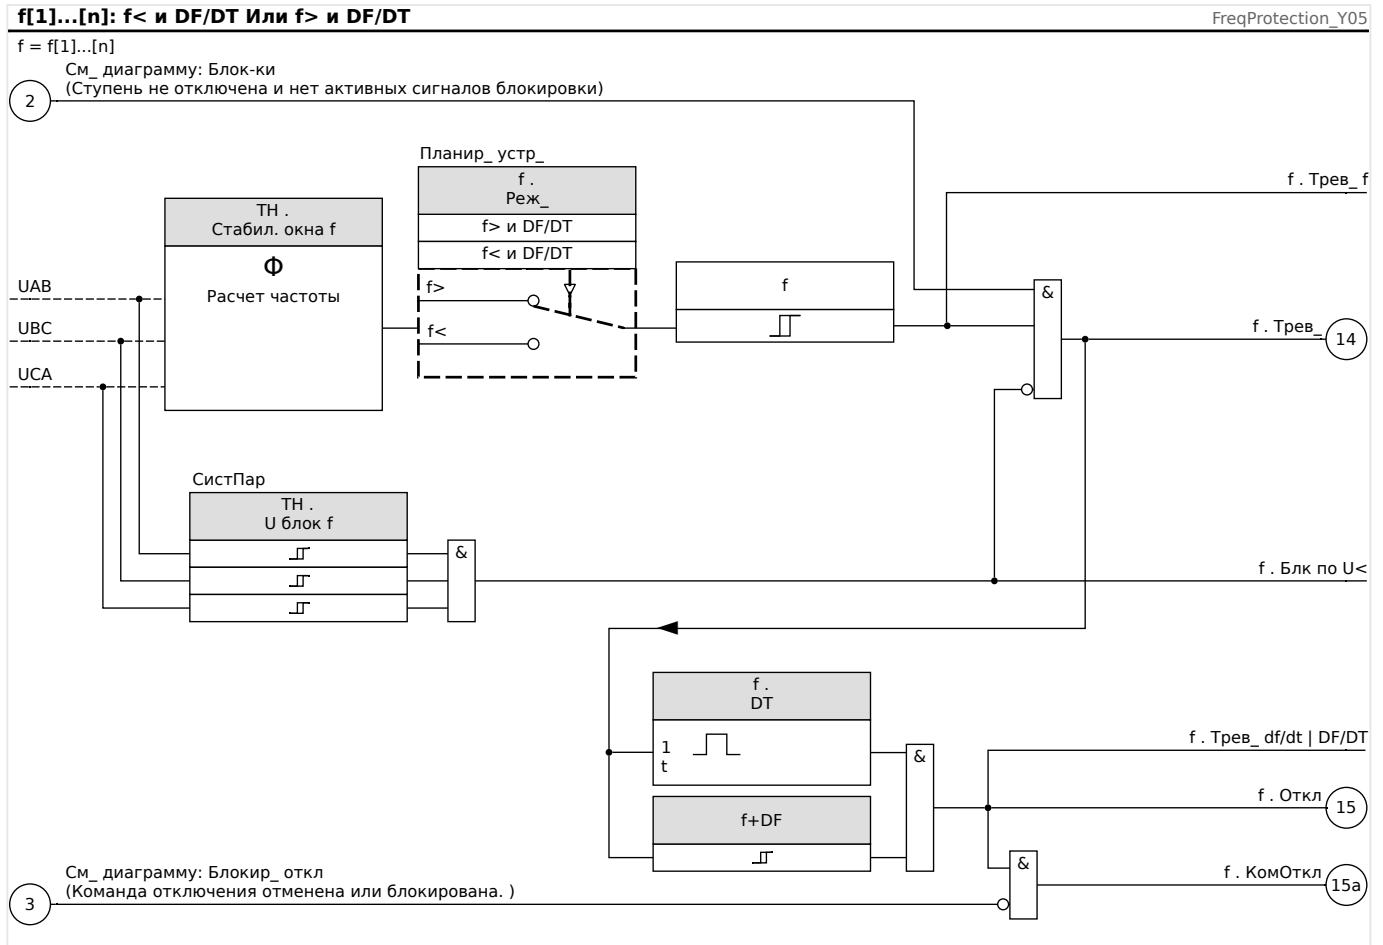 f[1]...[n]: f< и DF/DT Или f> и DF/DT
FreqProtection_Y05
f = f[1]...[n]
См_ диаграмму: Блок-ки
(Ступень не отключена и нет активных сигналов блокировки)
2
Планир_ устр_
f .
Реж_
f> и DF/DT
f< и DF/DT
f . Трев_ f
ТН .
Стабил. окна f
Φ
Расчет частоты
UAB
UBC
UCA
f>
f<
f
&
f . Трев_
14
СистПар
ТН .
U блок f
&
f . Блк по U<
f .
DT
1
t
&
f . Трев_ df/dt | DF/DT
f+DF
f . Откл
15
См_ диаграмму: Блокир_ откл
(Команда отключения отменена или блокирована. )
3
&
f . КомОткл
15a